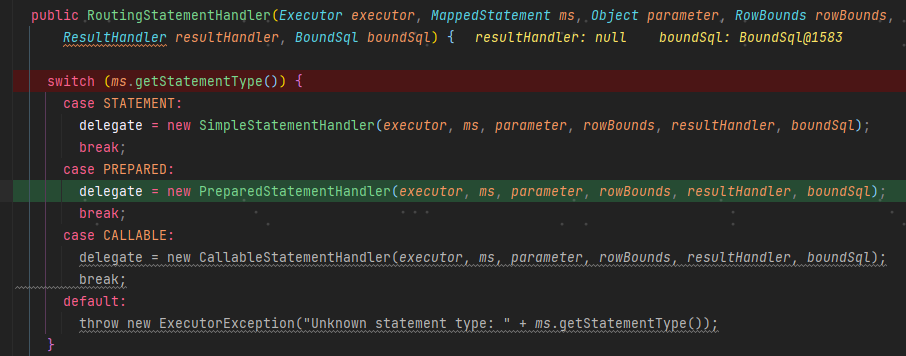 public RoutingStatementHandler(Executor executor, MappedStatement ms, Object parameter, RowBounds rowBounds,
ResultHandler resultHandler, BoundSql boundSql) {   resultHandler: null    boundSql: BoundSql@1583
switch (ms.getStatementType()) {
case STATEMENT:
delegate = new SimpleStatementHandler(executor, ms, parameter, rowBounds, resultHandler, boundSql);
break;
case PREPARED:
delegate = new PreparedStatementHandler(executor, ms, parameter, rowBounds, resultHandler, boundSql);
break;
case CALLABLE:
delegate = new CallableStatementHandler(executor, ms, parameter, rowBounds, resultHandler, boundSql);
break;
default:
throw new ExecutorException("Unknown statement type: " + ms.getStatementType());
}